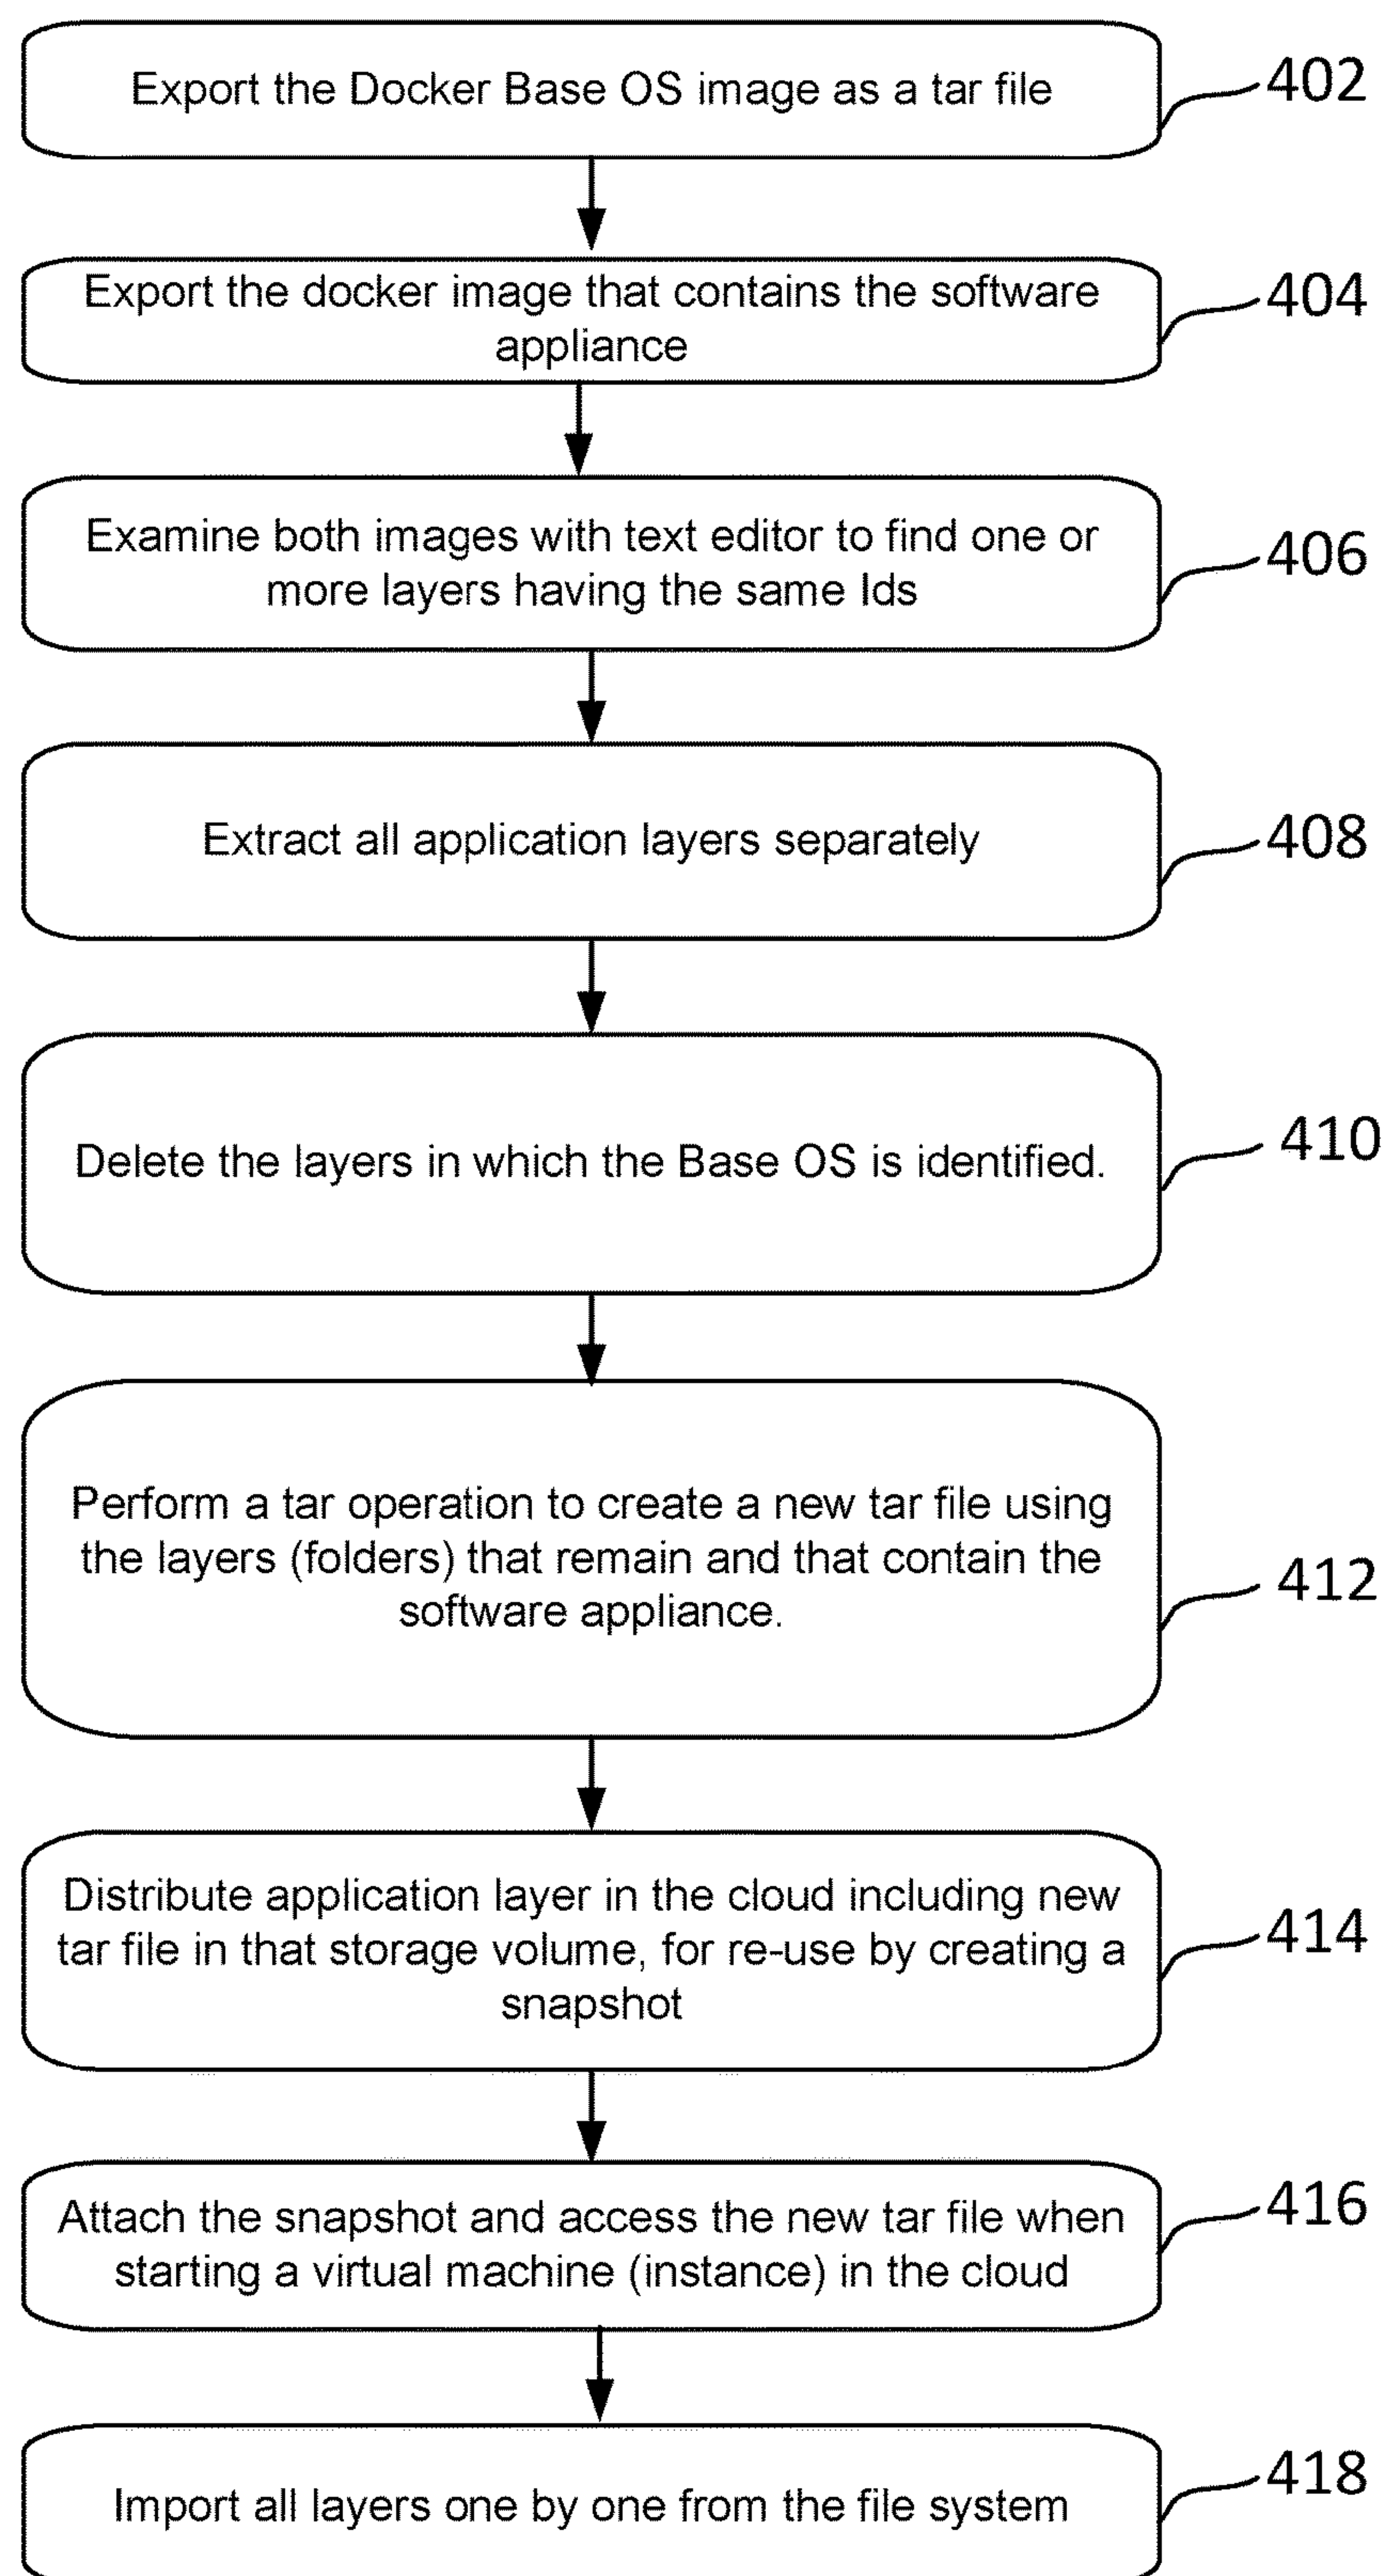 Export the Docker Base OS image as a tar file
402
Export the docker image that contains the software
appliance
404
Examine both images with text editor to find one or
more layers having the same Ids
406
Extract all application layers separately
408
Delete the layers in which the Base OS is identified.
410
Perform a tar operation to create a new tar file using
the layers (folders) that remain and that contain the
software appliance.
412
Distribute application layer in the cloud including new
tar file in that storage volume, for re-use by creating a
snapshot
414
Attach the snapshot and access the new tar file when
starting a virtual machine (instance) in the cloud
416
Import all layers one by one from the file system
418